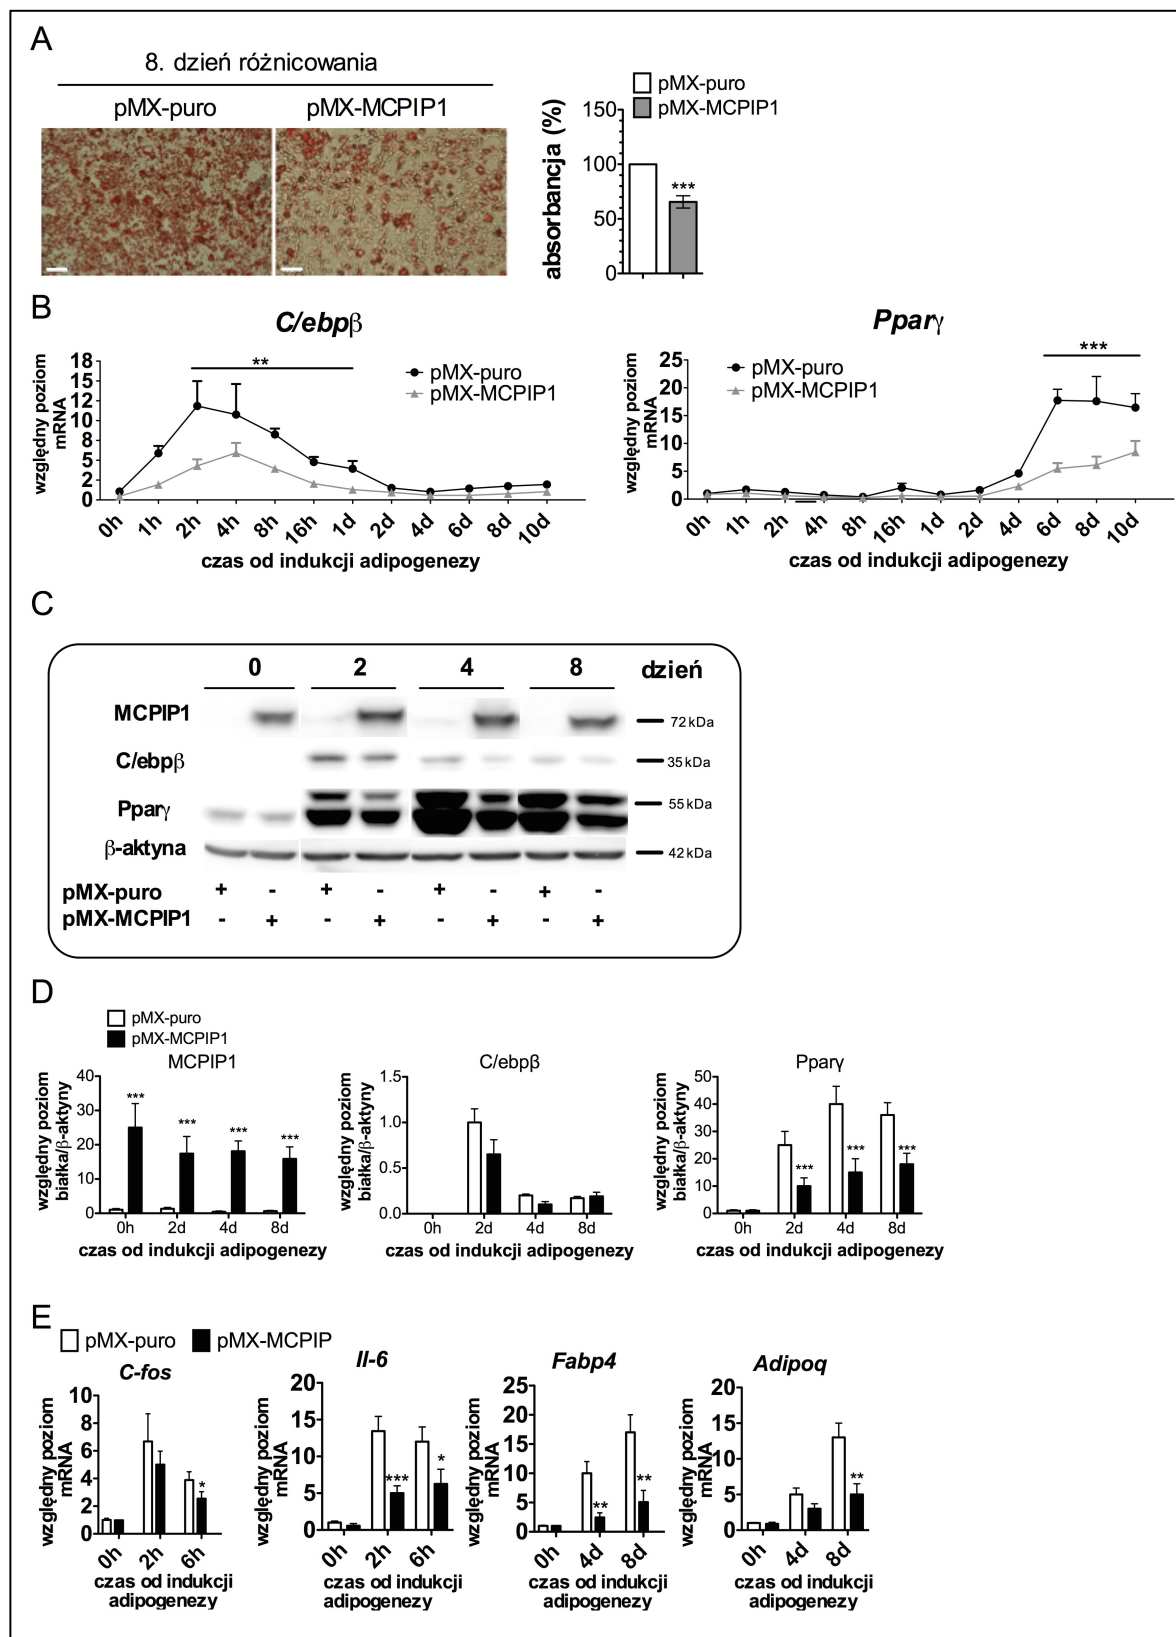 A
8. dzień różnicowania
pMX-puro pMX-MCPIP1
absorbancja (%)
150
100
50
0
pMX-puro
pMX-MCPIP1
***
B
C/ebpβ
względny poziom
mRNA
18
15
12
10
8
5
2
0
**
pMX-puro
pMX-MCPIP1
0h 1h 2h 4h 8h 16h 1d 2d 4d 6d 8d 10d
czas od indukcji adipogenezy
Pparγ
względny poziom
mRNA
25
20
15
10
5
0
***
pMX-puro
pMX-MCPIP1
0h 1h 2h 4h 8h 16h 1d 2d 4d 6d 8d 10d
czas od indukcji adipogenezy
C
0 2 4 8 dzień
MCPIP1 72 kDa
C/ebpβ 35 kDa
Pparγ 55 kDa
β-aktyna 42 kDa
pMX-puro + - + - + - + -
pMX-MCPIP1 - + - + - + - +
D
pMX-puro
pMX-MCPIP1
MCPIP1
względny poziom
białka/β-aktyny
40
30
20
10
0
*** *** *** ***
0h 2d 4d 8d
czas od indukcji adipogenezy
C/ebpβ
względny poziom
białka/β-aktyny
1.5
1.0
0.5
0.0
0h 2d 4d 8d
czas od indukcji adipogenezy
Pparγ
względny poziom
białka/β-aktyny
50
40
30
20
10
0
*** *** ***
0h 2d 4d 8d
czas od indukcji adipogenezy
E
pMX-puro pMX-MCPIP
C-fos
względny poziom
mRNA
10
8
6
4
2
0
*
0h 2h 6h
czas od indukcji
adipogenezy
Il-6
względny poziom
mRNA
20
15
10
5
0
*** *
0h 2h 6h
czas od indukcji
adipogenezy
Fabp4
względny poziom
mRNA
25
20
15
10
5
0
** **
0h 4d 8d
czas od indukcji
adipogenezy
Adipoq
względny poziom
mRNA
20
15
10
5
0
**
0h 4d 8d
czas od indukcji
adipogenezy